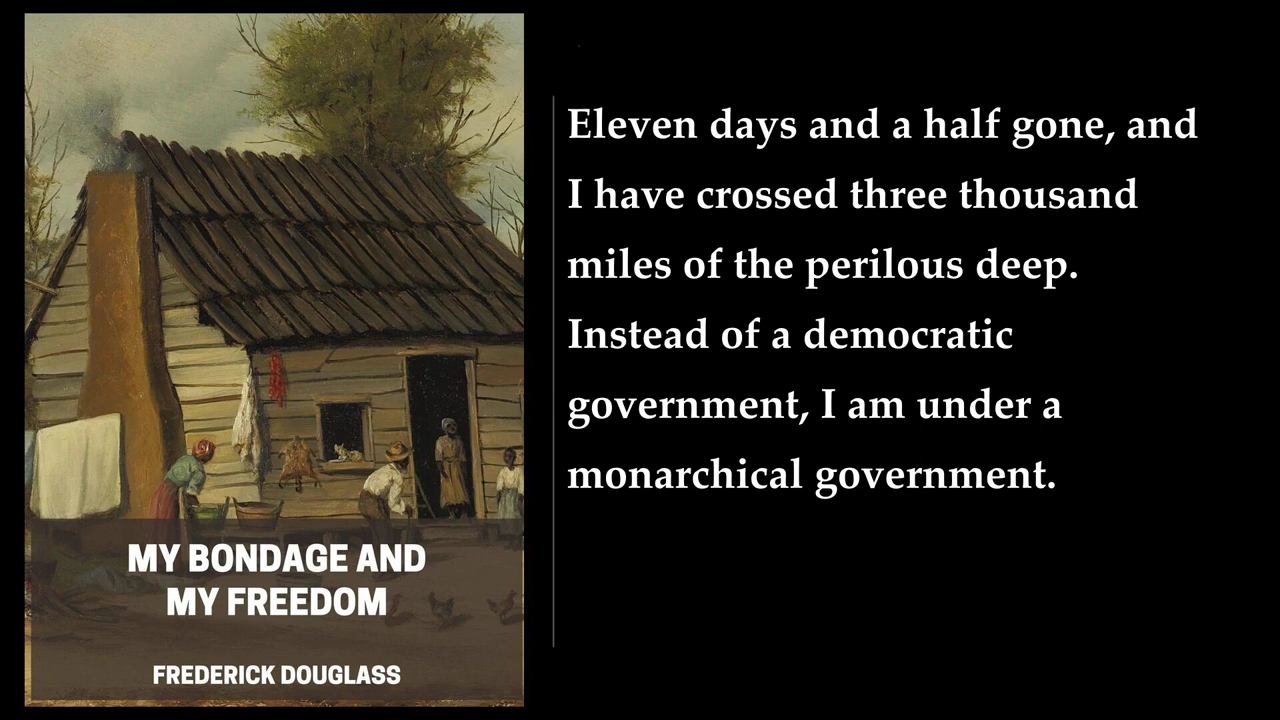 MY BONDAGE AND
MY FREEDOM
FREDERICK DOUGLASS
Eleven days and a half gone, and
I have crossed three thousand
miles of the perilous deep.
Instead of a democratic
government, I am under a
monarchical government.